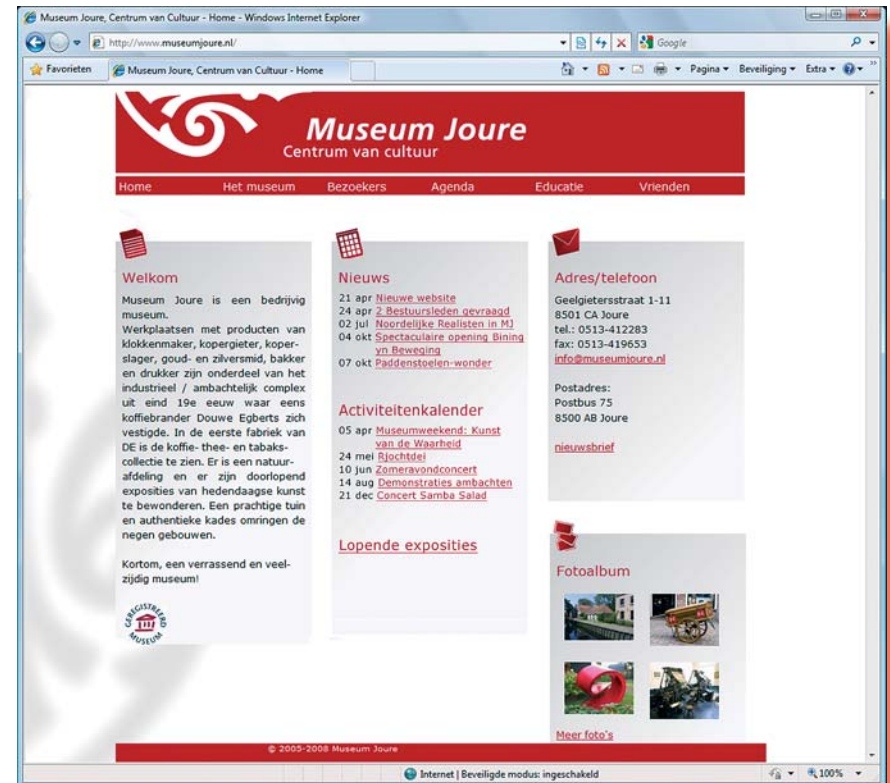 Museum Joure, Centrum van Cultuur - Home - Windows Internet Explorer
http://www.museumjoure.nl/
Google
Favorieten
Museum Joure, Centrum van Cultuur - Home
Pagina
Beveiliging
Extra
Museum Joure
Centrum van cultuur
Home
Het museum
Bezoekers
Agenda
Educatie
Vrienden
Welkom
Museum Joure is een bedrijvig
museum.
Werkplaatsen met producten van
klokkenmaker, kopergieter, koper-
slager, goud- en zilversmid, bakker
en drukker zijn onderdeel van het
industrieel / ambachtelijk complex
uit eind 19e eeuw waar eens
koffiebrander Douwe Egberts zich
vestigde. In de eerste fabriek van
DE is de koffie- thee- en tabaks-
collectie te zien. Er is een natuur-
afdeling en er zijn doorlopend
exposities van hedendaagse kunst
te bewonderen. Een prachtige tuin
en authentieke kades omringen de
negen gebouwen.
Kortom, een verrassend en veel-
zijdig museum!
GEREGISTREERD
MUSEUM
Nieuws
21 apr Nieuwe website
24 apr 2 Bestuursleden gevraagd
02 jul Noordelijke Realisten in MJ
04 okt Spectaculaire opening Bining
yn Beweging
07 okt Paddenstoelen-wonder
Activiteitenkalender
05 apr Museumweekend: Kunst
van de Waarheid
24 mei Rjochtdei
10 jun Zomeravondconcert
14 aug Demonstraties ambachten
21 dec Concert Samba Salad
Lopende exposities
Adres/telefoon
Geelgietersstraat 1-11
8501 CA Joure
tel.: 0513-412283
fax: 0513-419653
info@museumjoure.nl
Postadres:
Postbus 75
8500 AB Joure
nieuwsbrief
Fotoalbum
Meer foto's
© 2005-2008 Museum Joure
Internet | Beveiligde modus: ingeschakeld
100%